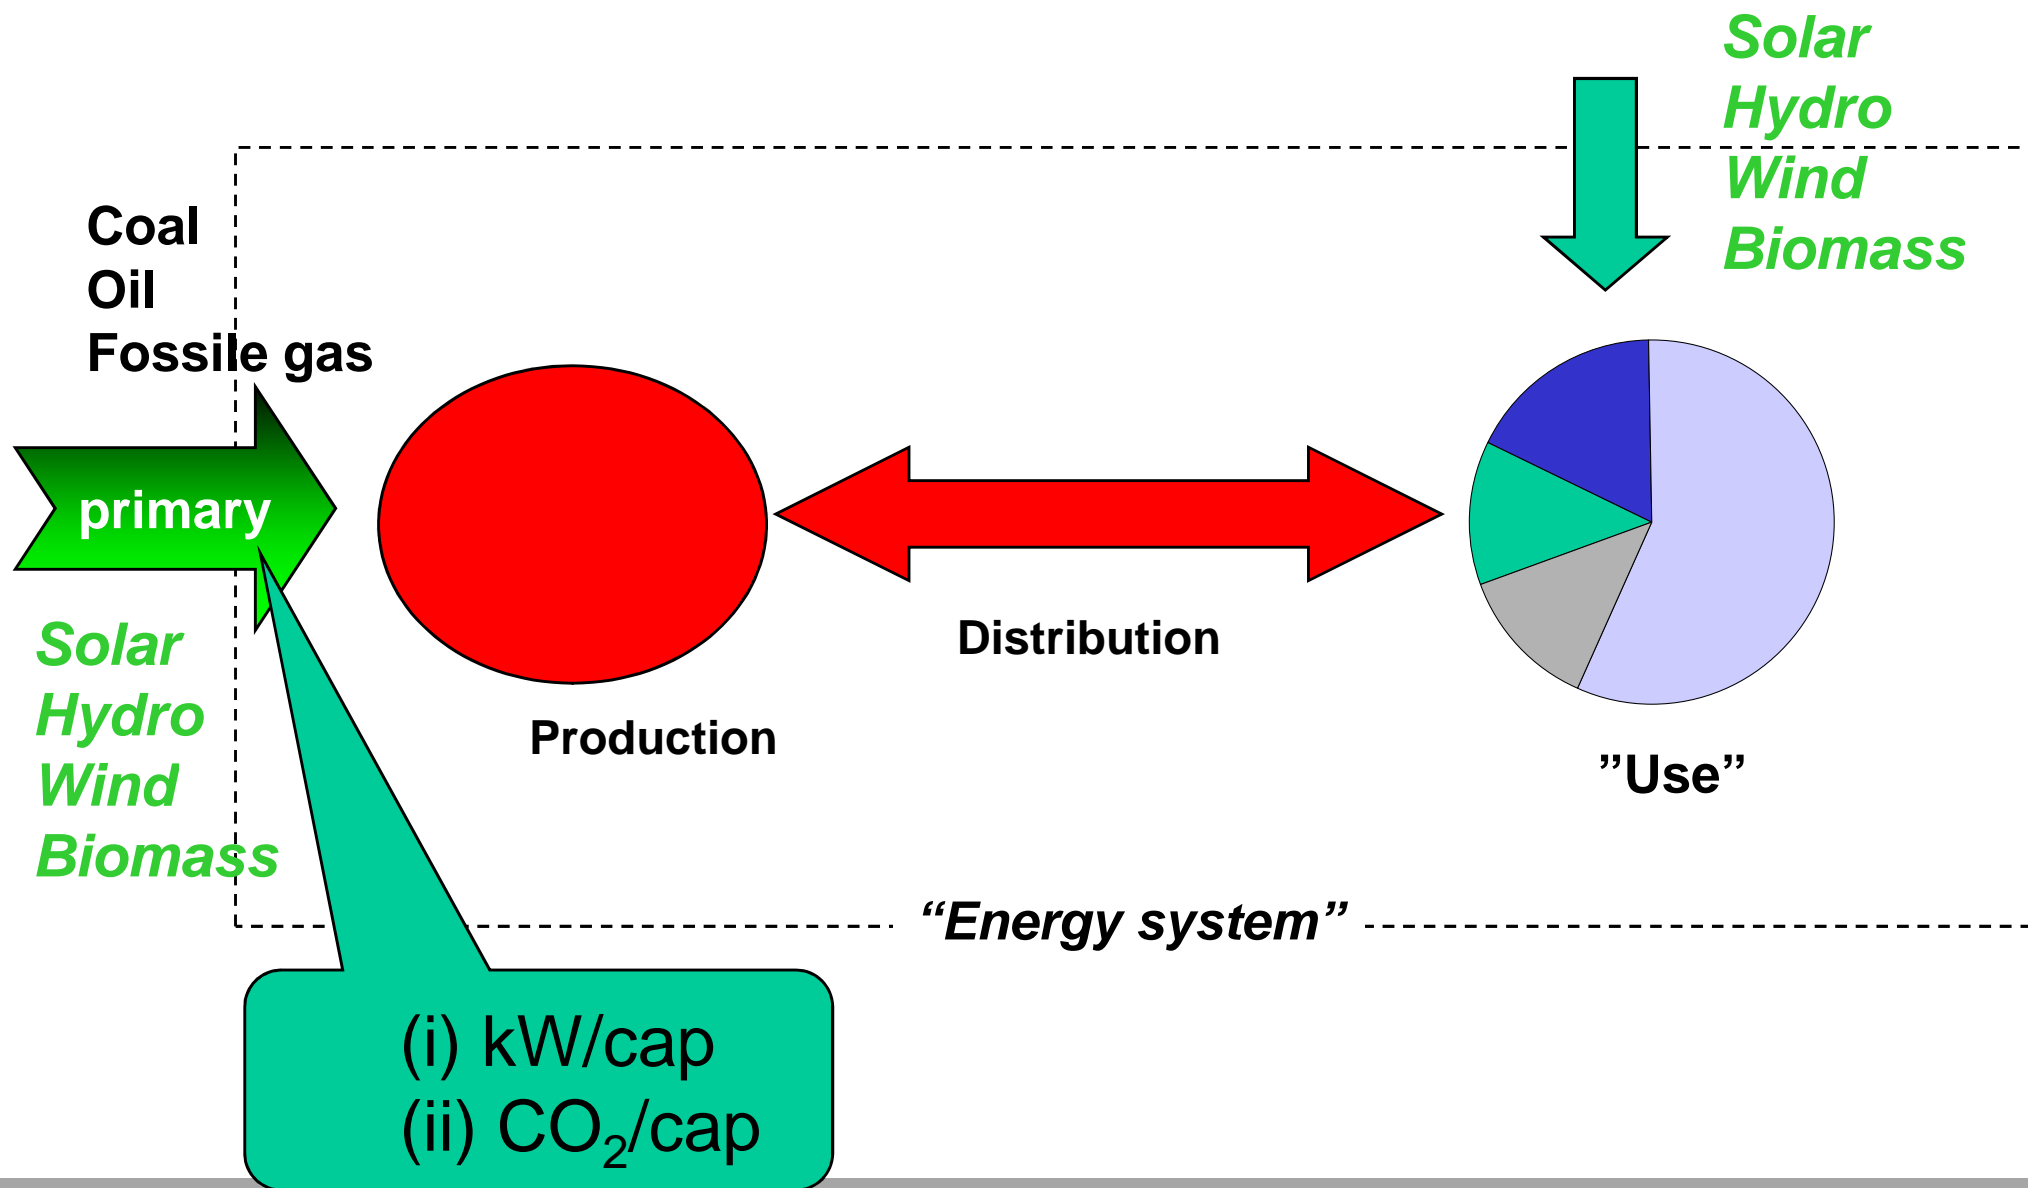 Solar
Hydro
Wind
Biomass
Coal
Oil
Fossile gas
primary
Solar
Hydro
Wind
Biomass
Production
Distribution
”Use”
“Energy system”
(i) kW/cap
(ii) CO₂/cap